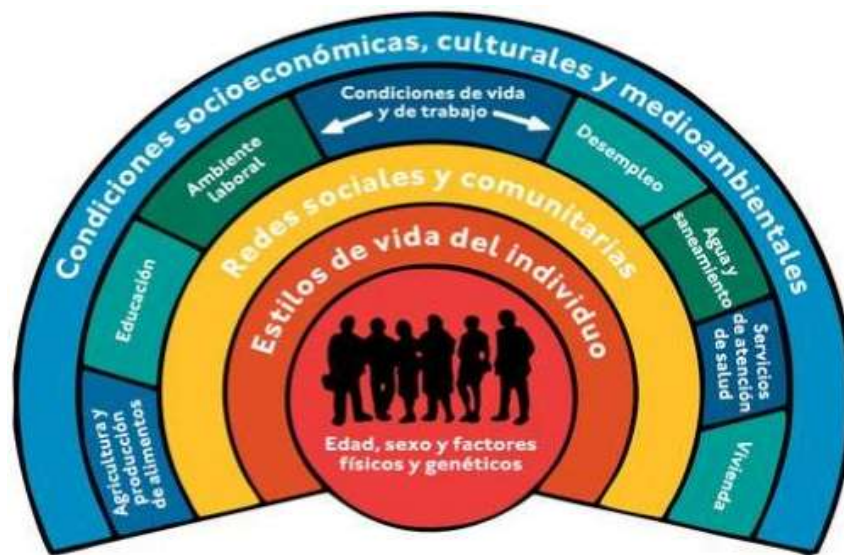 Condiciones socioeconómicas, culturales y medioambientales
Condiciones de vida
y de trabajo
Agricultura y
producción
de alimentos
Educación
Ambiente
laboral
Desempleo
Agua y
saneamiento
Servicios
de atención
de salud
Vivienda
Redes sociales y comunitarias
Estilos de vida del individuo
Edad, sexo y factores
físicos y genéticos